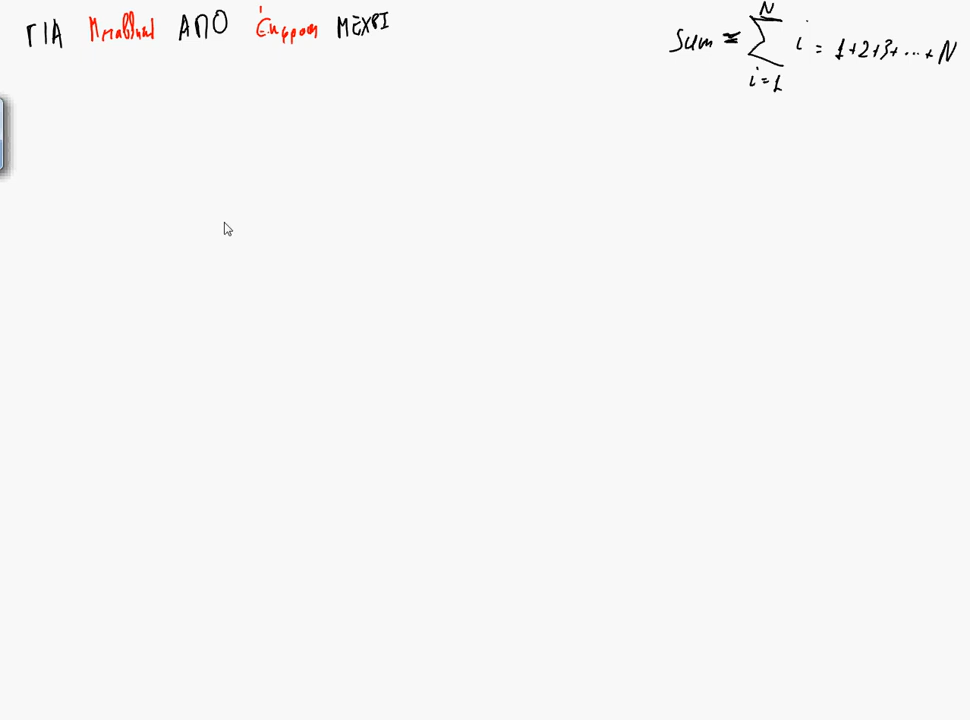 ΓΙΑ Μεταβλητή ΑΠΟ Έκφραση ΜΕΧΡΙ
Sum = ∑_{i=1}^{N} i = 1+2+3+...+N